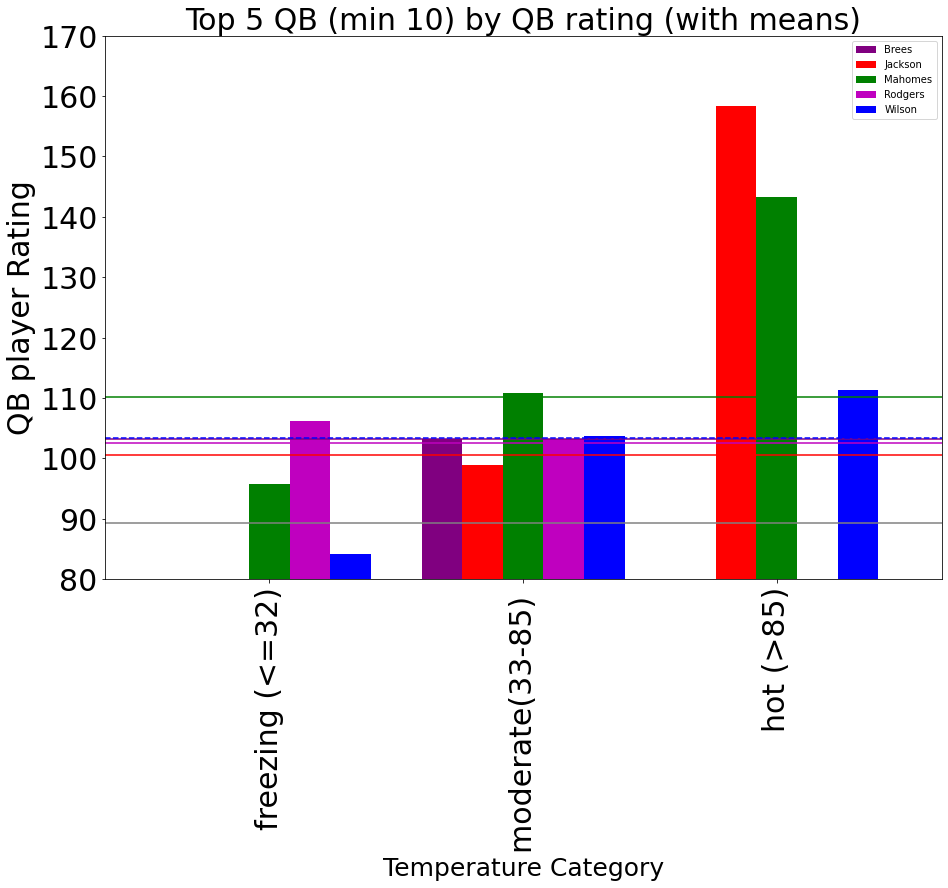 Top 5 QB (min 10) by QB rating (with means)
170
160
150
140
130
120
110
100
90
80
QB player Rating
Brees
Jackson
Mahomes
Rodgers
Wilson
freezing (<=32)
moderate(33-85)
hot (>85)
Temperature Category